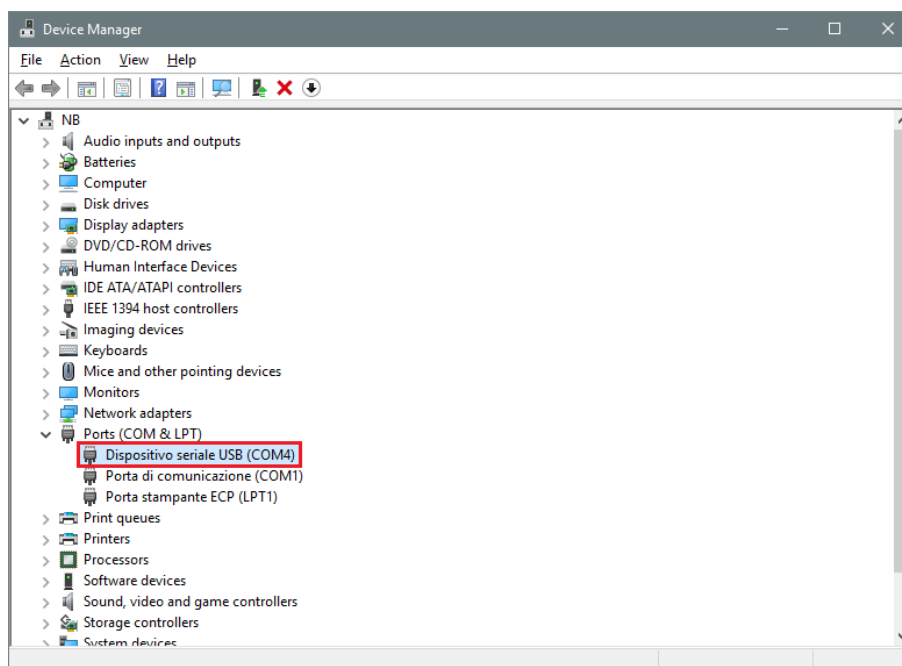 Device Manager
File Action View Help
NB
Audio inputs and outputs
Batteries
Computer
Disk drives
Display adapters
DVD/CD-ROM drives
Human Interface Devices
IDE ATA/ATAPI controllers
IEEE 1394 host controllers
Imaging devices
Keyboards
Mice and other pointing devices
Monitors
Network adapters
Ports (COM & LPT)
Dispositivo seriale USB (COM4)
Porta di comunicazione (COM1)
Porta stampante ECP (LPT1)
Print queues
Printers
Processors
Software devices
Sound, video and game controllers
Storage controllers
System devices